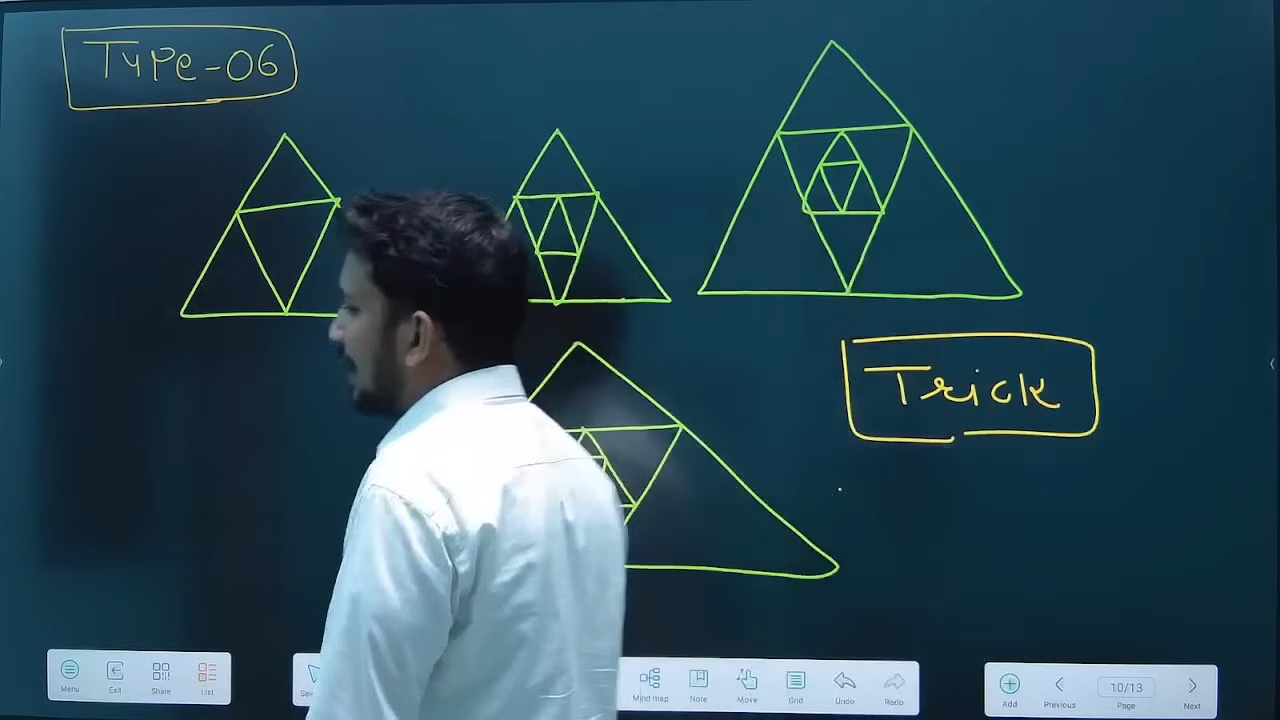 Type-06
Trick
Menu
Exit
Share
List
Mind map
Note
Move
Grid
Undo
Redo
Add
Previous
10/13
Page
Next